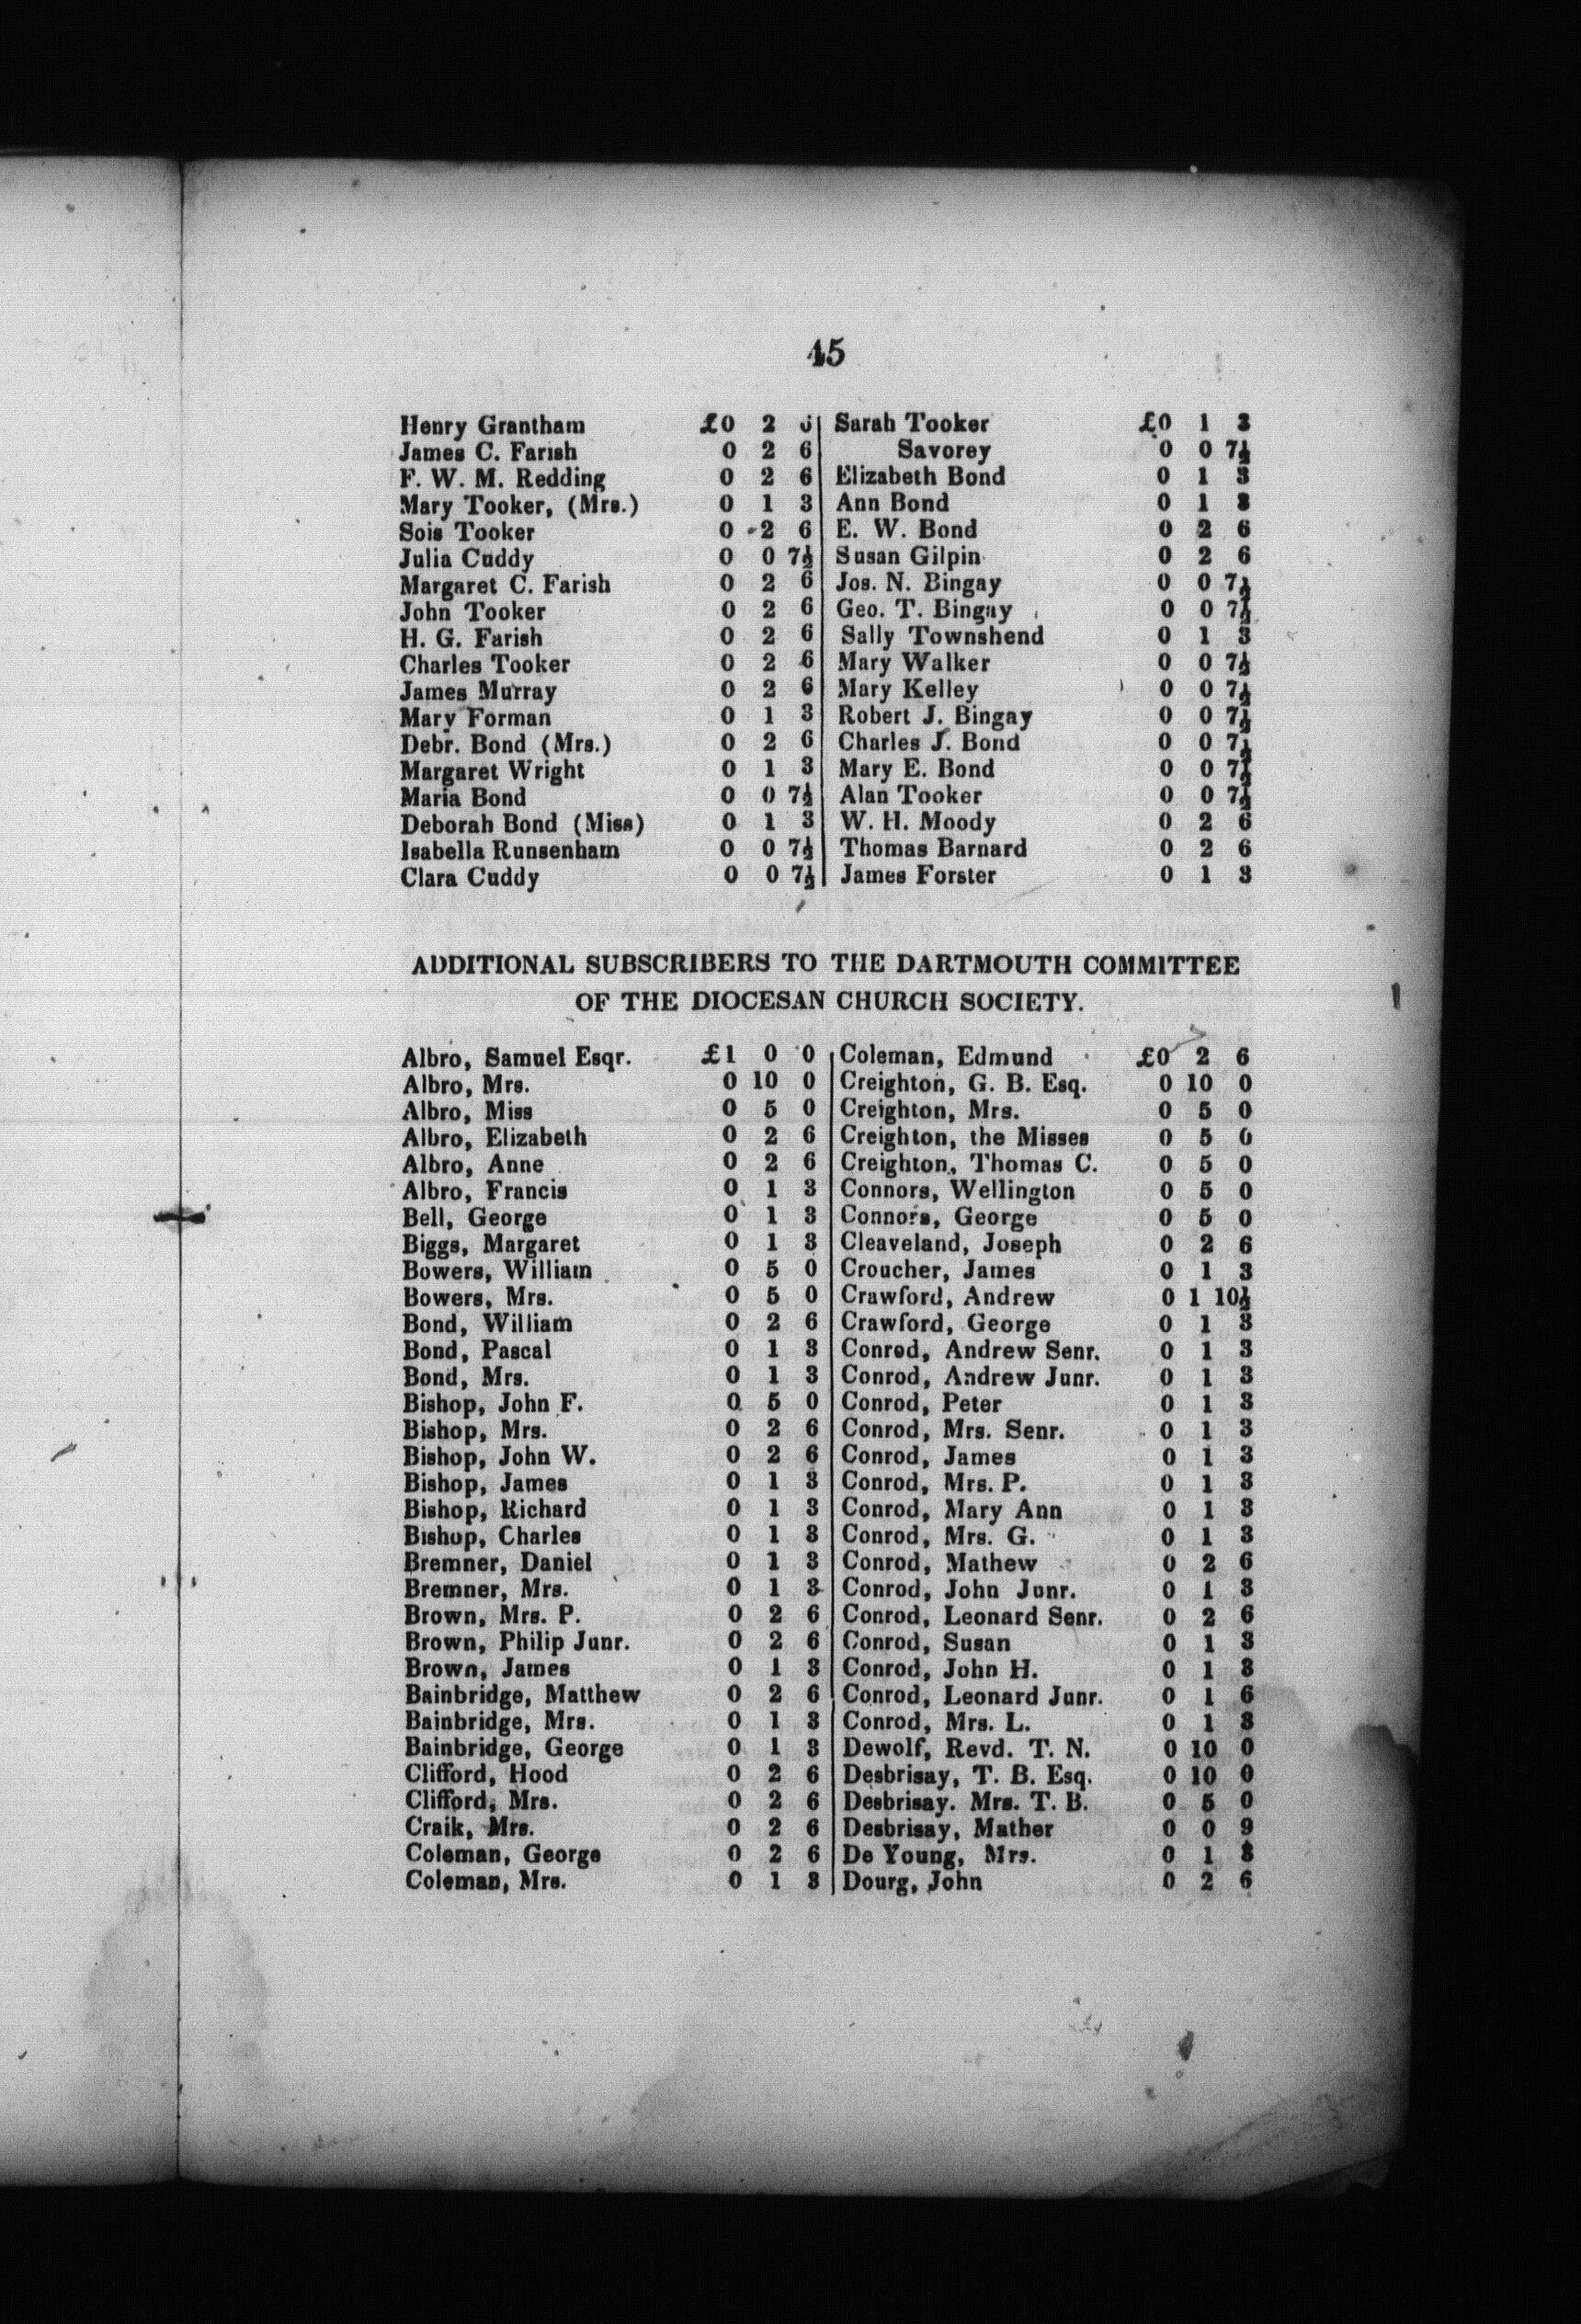 45
Henry Grantham £0 2 6
James C. Farish 0 2 6
F. W. M. Redding 0 2 6
Mary Tooker, (Mrs.) 0 1 3
Sois Tooker 0 2 6
Julia Cuddy 0 0 7½
Margaret C. Farish 0 2 6
John Tooker 0 2 6
H. G. Farish 0 2 6
Charles Tooker 0 2 6
James Murray 0 2 6
Mary Forman 0 1 3
Debr. Bond (Mrs.) 0 2 6
Margaret Wright 0 1 3
Maria Bond 0 0 7½
Deborah Bond (Miss) 0 1 3
Isabella Runsenham 0 0 7½
Clara Cuddy 0 0 7½
Sarah Tooker £0 1 3
Savorey 0 0 7½
Elizabeth Bond 0 1 3
Ann Bond 0 1 3
E. W. Bond 0 2 6
Susan Gilpin 0 2 6
Jos. N. Bingay 0 0 7½
Geo. T. Bingay 0 0 7½
Sally Townshend 0 1 3
Mary Walker 0 0 7½
Mary Kelley 0 0 7½
Robert J. Bingay 0 0 7½
Charles J. Bond 0 0 7½
Mary E. Bond 0 0 7½
Alan Tooker 0 0 7½
W. H. Moody 0 2 6
Thomas Barnard 0 2 6
James Forster 0 1 3
ADDITIONAL SUBSCRIBERS TO THE DARTMOUTH COMMITTEE
OF THE DIOCESAN CHURCH SOCIETY.
Albro, Samuel Esqr. £1 0 0
Albro, Mrs. 0 10 0
Albro, Miss 0 5 0
Albro, Elizabeth 0 2 6
Albro, Anne 0 2 6
Albro, Francis 0 1 3
Bell, George 0 1 3
Biggs, Margaret 0 1 3
Bowers, William 0 5 0
Bowers, Mrs. 0 5 0
Bond, William 0 2 6
Bond, Pascal 0 1 3
Bond, Mrs. 0 1 3
Bishop, John F. 0 5 0
Bishop, Mrs. 0 2 6
Bishop, John W. 0 2 6
Bishop, James 0 1 3
Bishop, Richard 0 1 3
Bishop, Charles 0 1 3
Bremner, Daniel 0 1 3
Bremner, Mrs. 0 1 3
Brown, Mrs. P. 0 2 6
Brown, Philip Junr. 0 2 6
Brown, James 0 1 3
Bainbridge, Matthew 0 2 6
Bainbridge, Mrs. 0 1 3
Bainbridge, George 0 1 3
Clifford, Hood 0 2 6
Clifford, Mrs. 0 2 6
Craik, Mrs. 0 2 6
Coleman, George 0 2 6
Coleman, Mrs. 0 1 3
Coleman, Edmund £0 2 6
Creighton, G. B. Esq. 0 10 0
Creighton, Mrs. 0 5 0
Creighton, the Misses 0 5 0
Creighton, Thomas C. 0 5 0
Connors, Wellington 0 5 0
Connors, George 0 5 0
Cleaveland, Joseph 0 2 6
Croucher, James 0 1 3
Crawford, Andrew 0 1 10½
Crawford, George 0 1 3
Conrod, Andrew Senr. 0 1 3
Conrod, Andrew Junr. 0 1 3
Conrod, Peter 0 1 3
Conrod, Mrs. Senr. 0 1 3
Conrod, James 0 1 3
Conrod, Mrs. P. 0 1 3
Conrod, Mary Ann 0 1 3
Conrod, Mrs. G. 0 1 3
Conrod, Mathew 0 2 6
Conrod, John Junr. 0 1 3
Conrod, Leonard Senr. 0 2 6
Conrod, Susan 0 1 3
Conrod, John H. 0 1 3
Conrod, Leonard Junr. 0 1 6
Conrod, Mrs. L. 0 1 3
Dewolf, Revd. T. N. 0 10 0
Desbrisay, T. B. Esq. 0 10 0
Desbrisay. Mrs. T. B. 0 5 0
Desbrisay, Mather 0 0 9
De Young, Mrs. 0 1 3
Dourg, John 0 2 6